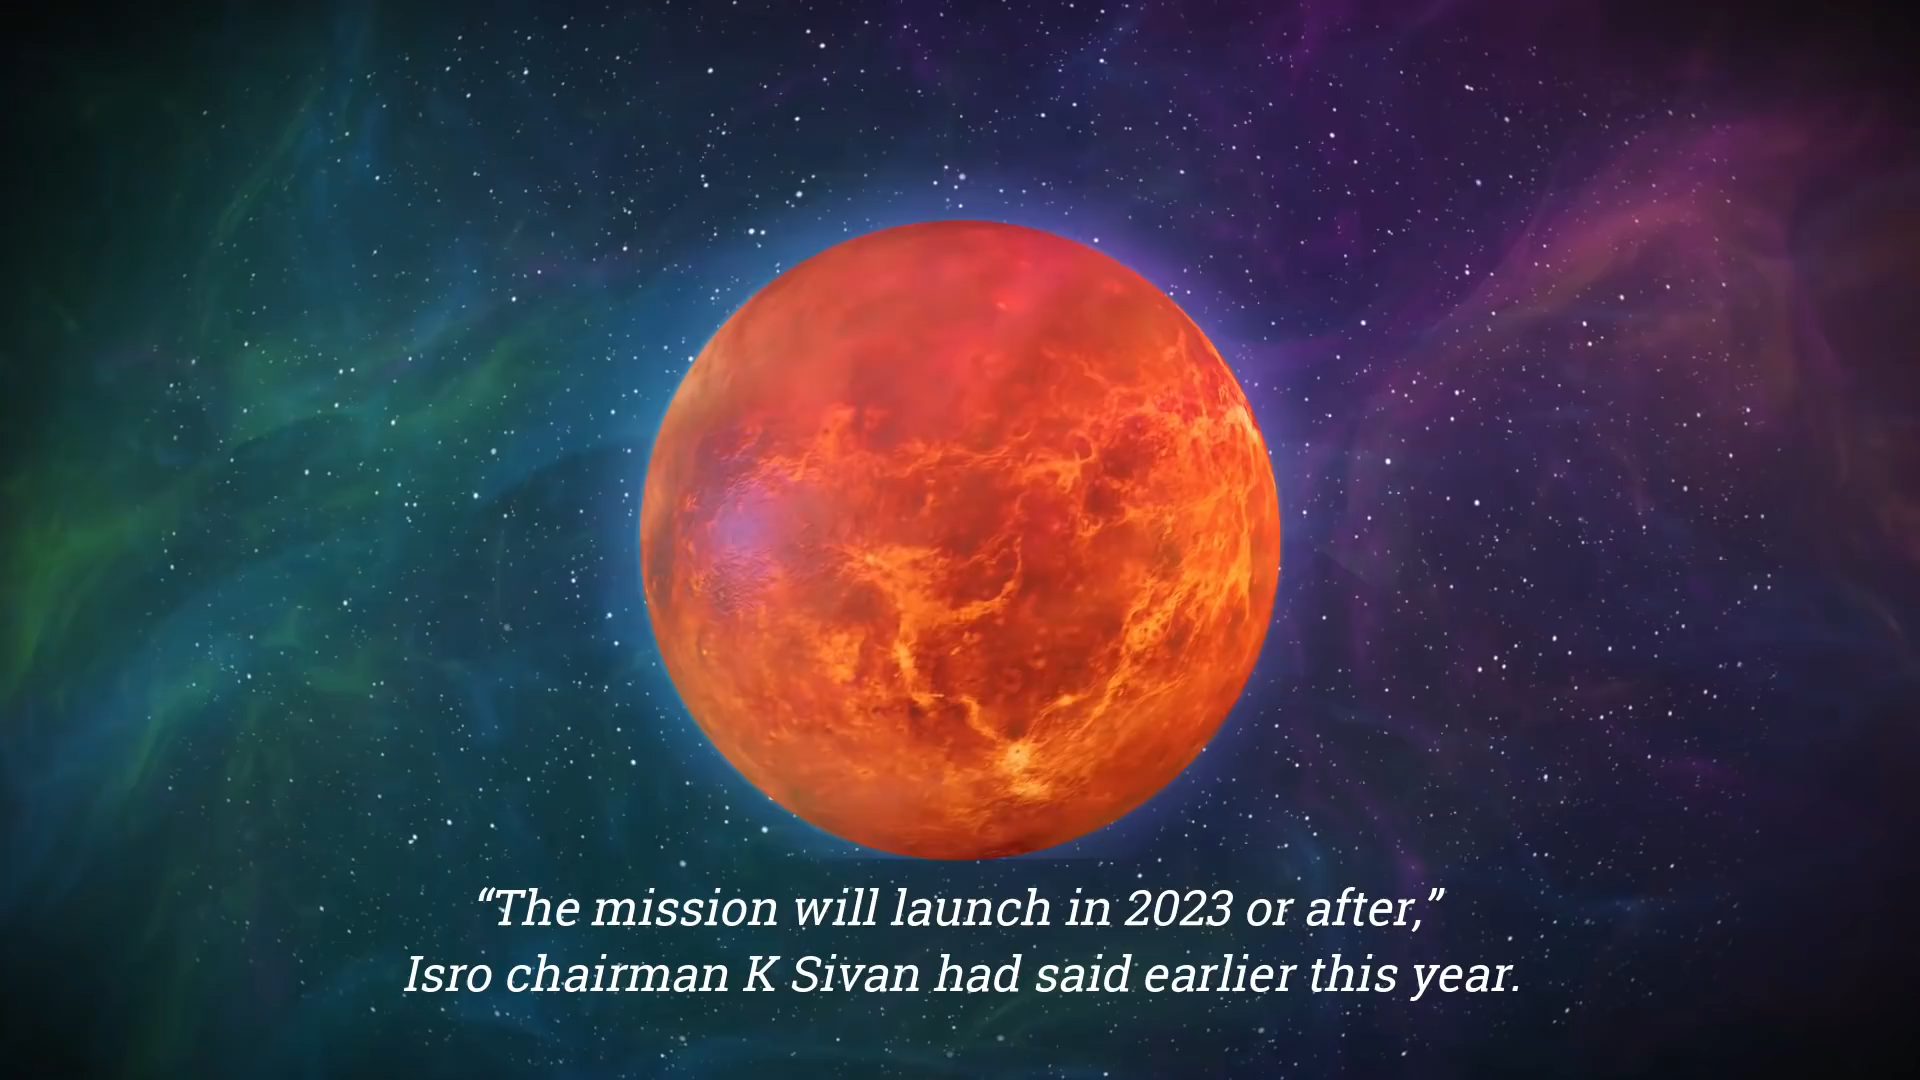 “The mission will launch in 2023 or after,”
Isro chairman K Sivan had said earlier this year.